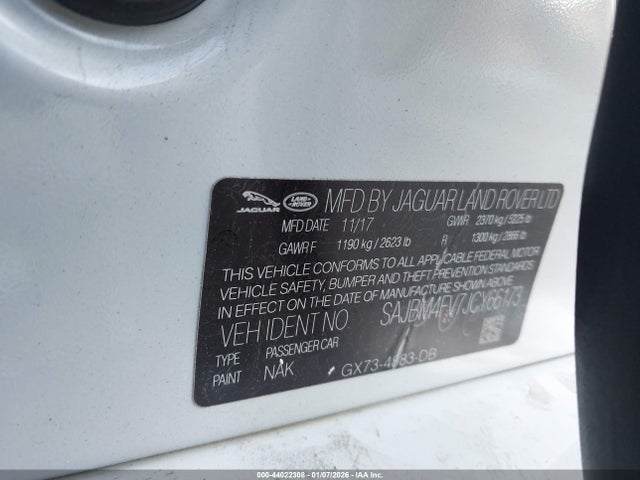 JAGUAR LAND ROVER MFD BY JAGUAR LAND ROVER LTD
MFD DATE 11/17 GVWR 2370 kg / 5225 lb
GAWR F 1190 kg / 2623 lb R 1300 kg / 2866 lb
THIS VEHICLE CONFORMS TO ALL APPLICABLE FEDERAL MOTOR
VEHICLE SAFETY, BUMPER AND THEFT PREVENTION STANDARDS
IN EFFECT ON THE DATE OF MANUFACTURE SHOWN ABOVE.
VEH IDENT NO. SAJBM4FV7JCY66173
TYPE PASSENGER CAR
PAINT NAK GX73-4883-DB
000-44022308 - 01/07/2026 - © IAA, Inc.